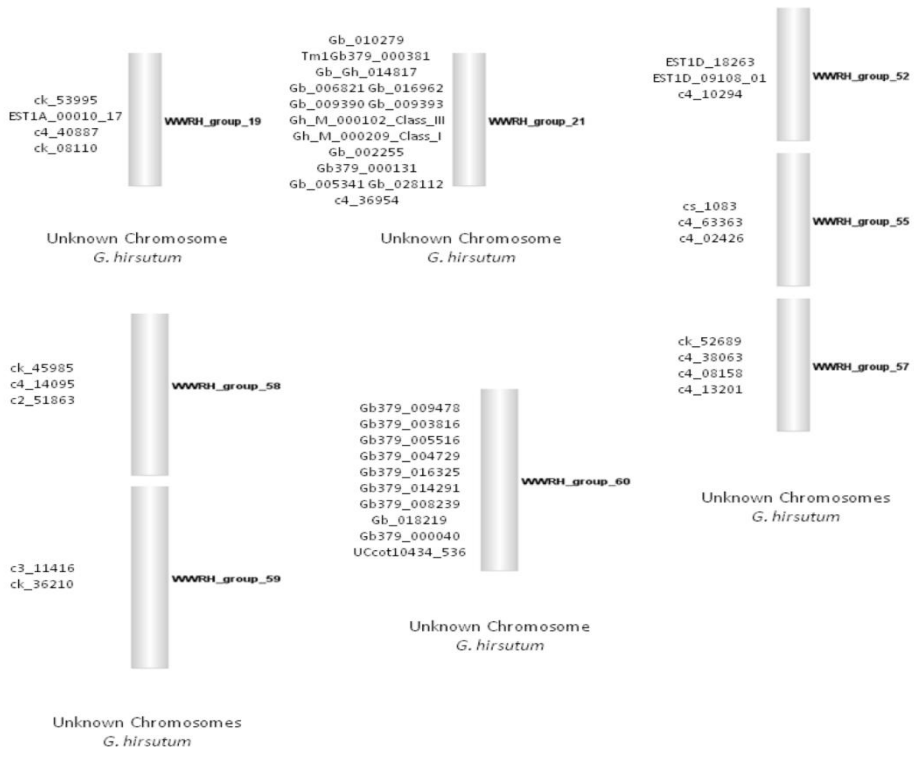 ck_53995
EST1A_00010_17
c4_40887
ck_08110
WWRH_group_19
Unknown Chromosome
G. hirsutum
Gb_010279
Tm1Gb379_000381
Gb_Gh_014817
Gb_006821 Gb_016962
Gb_009390 Gb_009393
Gh_M_000102_Class_III
Gh_M_000209_Class_I
Gb_002255
Gb379_000131
Gb_005341 Gb_028112
c4_36954
WWRH_group_21
Unknown Chromosome
G. hirsutum
EST1D_18263
EST1D_09108_01
c4_10294
WWRH_group_52
cs_1083
c4_63363
c4_02426
WWRH_group_55
ck_52689
c4_38063
c4_08158
c4_13201
WWRH_group_57
Unknown Chromosomes
G. hirsutum
ck_45985
c4_14095
c2_51863
WWRH_group_58
c3_11416
ck_36210
WWRH_group_59
Unknown Chromosomes
G. hirsutum
Gb379_009478
Gb379_003816
Gb379_005516
Gb379_004729
Gb379_016325
Gb379_014291
Gb379_008239
Gb_018219
Gb379_000040
UCcot10434_536
WWRH_group_60
Unknown Chromosome
G. hirsutum